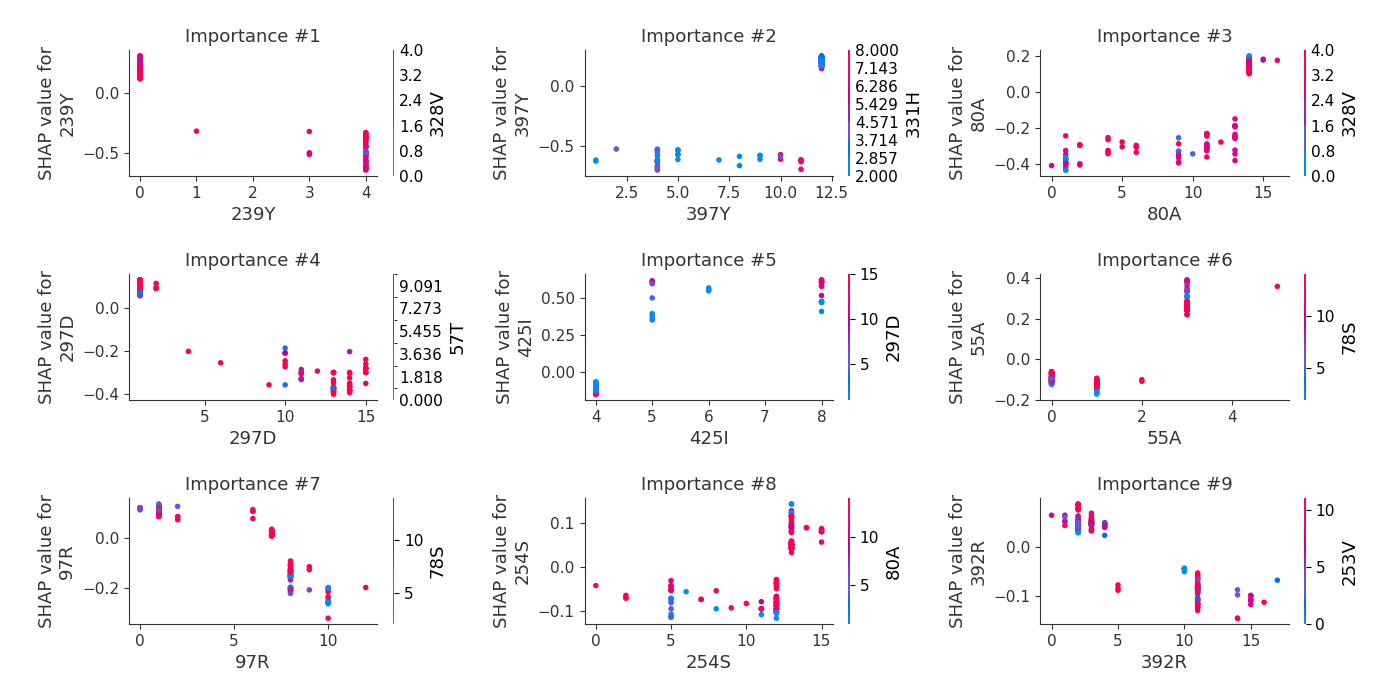 Importance #1
SHAP value for
239Y
0.0
−0.5
0
1
2
3
4
239Y
4.0
3.2
2.4
1.6
0.8
0.0
328V
Importance #2
SHAP value for
397Y
0.0
−0.5
2.5
5.0
7.5
10.0
12.5
397Y
8.000
7.143
6.286
5.429
4.571
3.714
2.857
2.000
331H
Importance #3
SHAP value for
80A
0.2
0.0
−0.2
−0.4
0
5
10
15
80A
4.0
3.2
2.4
1.6
0.8
0.0
328V
Importance #4
SHAP value for
297D
0.0
−0.2
−0.4
5
10
15
297D
9.091
7.273
5.455
3.636
1.818
0.000
57T
Importance #5
SHAP value for
425I
0.50
0.25
0.00
4
5
6
7
8
425I
15
10
5
297D
Importance #6
SHAP value for
55A
0.4
0.2
0.0
−0.2
0
2
4
55A
10
5
78S
Importance #7
SHAP value for
97R
0.0
−0.2
0
5
10
97R
10
5
78S
Importance #8
SHAP value for
254S
0.1
0.0
−0.1
0
5
10
15
254S
10
5
80A
Importance #9
SHAP value for
392R
0.0
−0.1
0
5
10
15
392R
10
5
0
253V